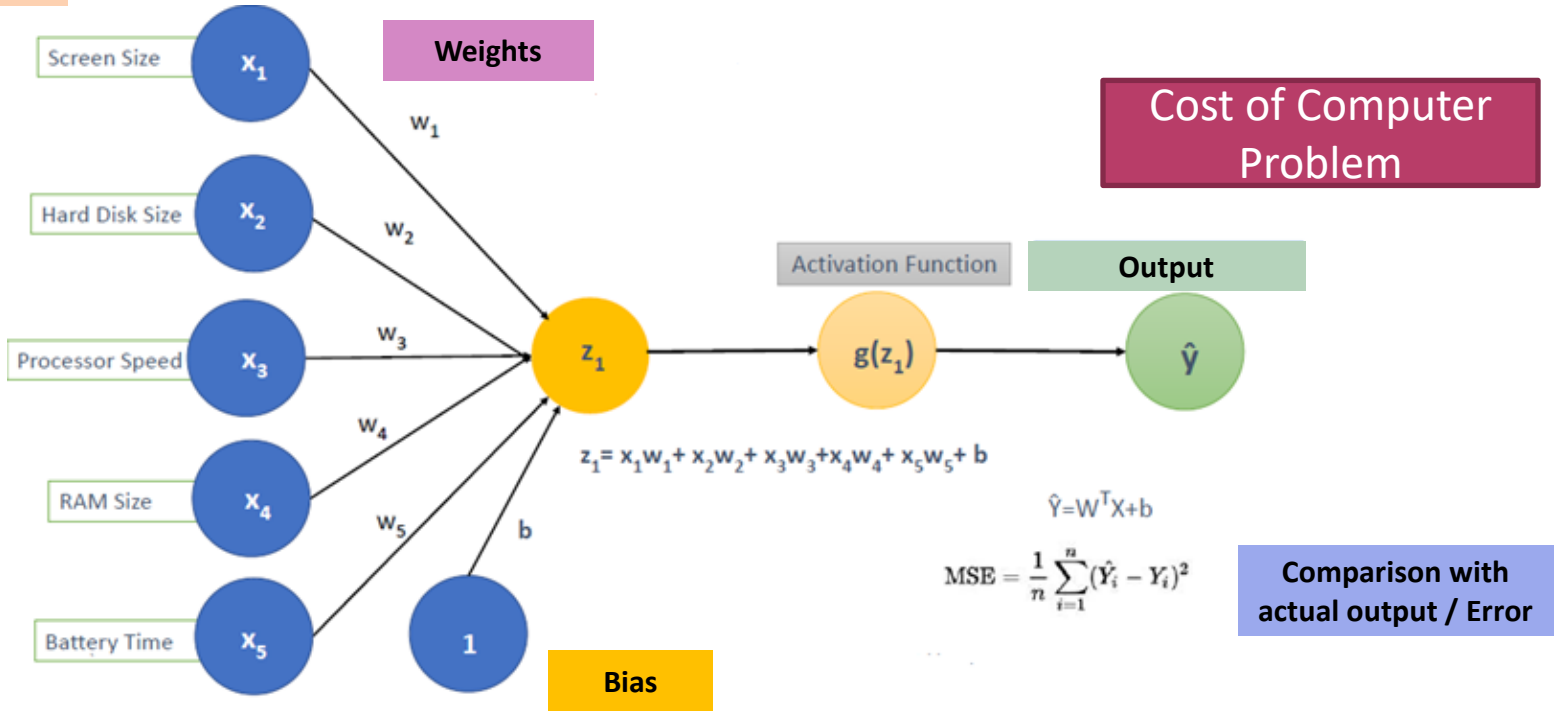 Screen Size
x₁
Weights
Cost of Computer
Problem
w₁
Hard Disk Size
x₂
w₂
Activation Function
Output
Processor Speed
x₃
w₃
z₁
g(z₁)
ŷ
w₄
z₁= x₁w₁+ x₂w₂+ x₃w₃+x₄w₄+ x₅w₅+ b
RAM Size
x₄
w₅
b
Ŷ=WᵀX+b
MSE = 1/n ∑ᵢ₌₁ⁿ (Ŷᵢ − Yᵢ)²
Comparison with
actual output / Error
Battery Time
x₅
1
Bias